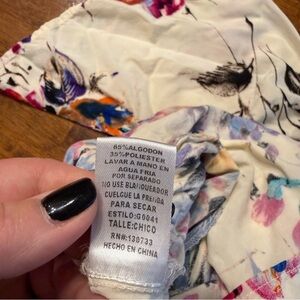 65%ALGODON
35%POLIESTER
LAVAR A MANO EN
AGUA FRIA
POR SEPARADO
NO USE BLANQUEADOR
CUELGUE LA PRENDA
PARA SECAR
ESTILO:G6041
TALLE:CHICO
RN#:130733
HECHO EN CHINA